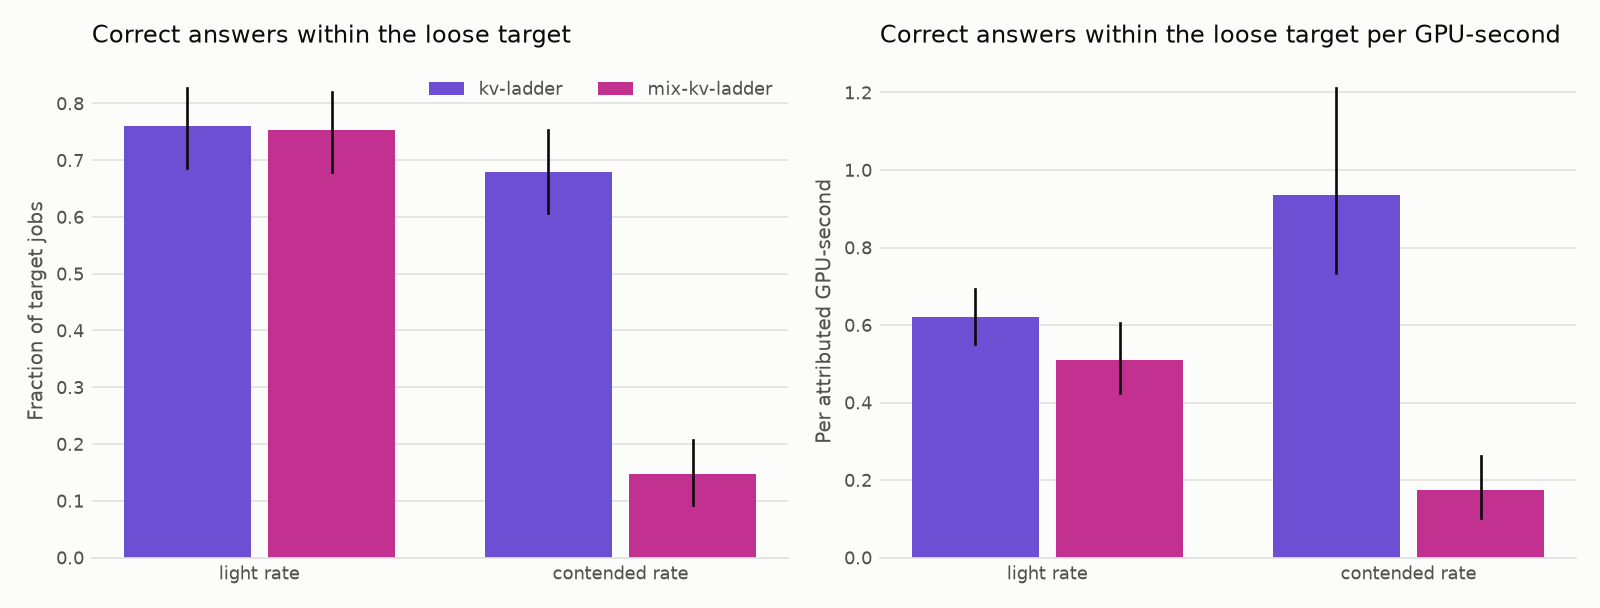 Correct answers within the loose target
kv-ladder
mix-kv-ladder
Fraction of target jobs
0.8
0.7
0.6
0.5
0.4
0.3
0.2
0.1
0.0
light rate
contended rate
Correct answers within the loose target per GPU-second
Per attributed GPU-second
1.2
1.0
0.8
0.6
0.4
0.2
0.0
light rate
contended rate